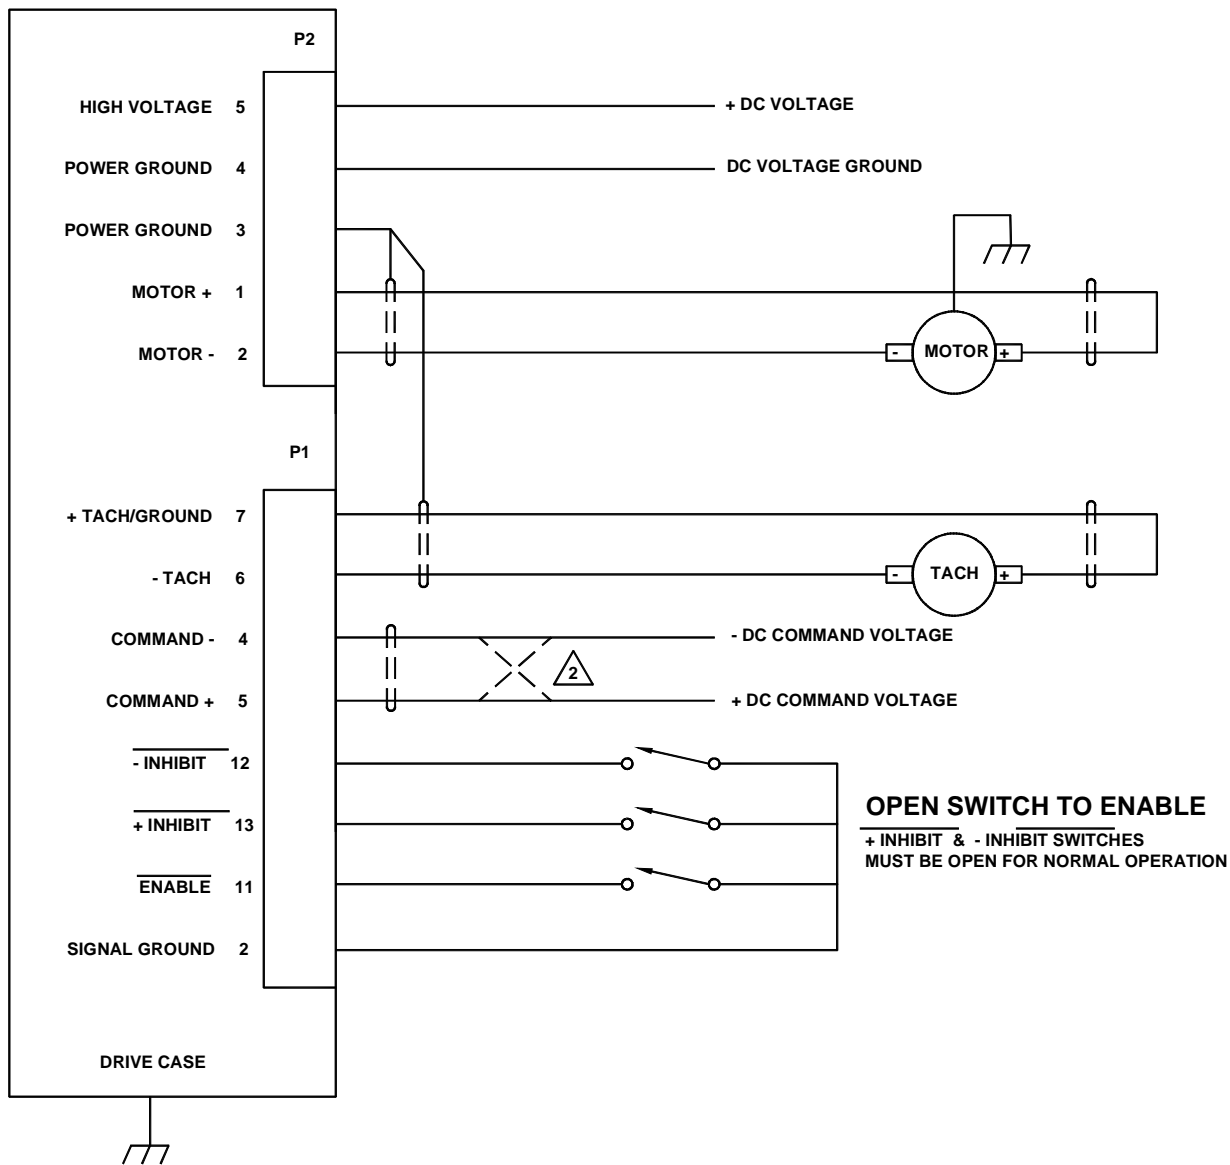 P2
HIGH VOLTAGE 5
+ DC VOLTAGE
POWER GROUND 4
DC VOLTAGE GROUND
POWER GROUND 3
MOTOR + 1
MOTOR - 2
- MOTOR +
P1
+ TACH/GROUND 7
- TACH 6
- TACH +
COMMAND - 4
- DC COMMAND VOLTAGE
2
COMMAND + 5
+ DC COMMAND VOLTAGE
- INHIBIT 12
+ INHIBIT 13
ENABLE 11
OPEN SWITCH TO ENABLE
+ INHIBIT & - INHIBIT SWITCHES
MUST BE OPEN FOR NORMAL OPERATION
SIGNAL GROUND 2
DRIVE CASE